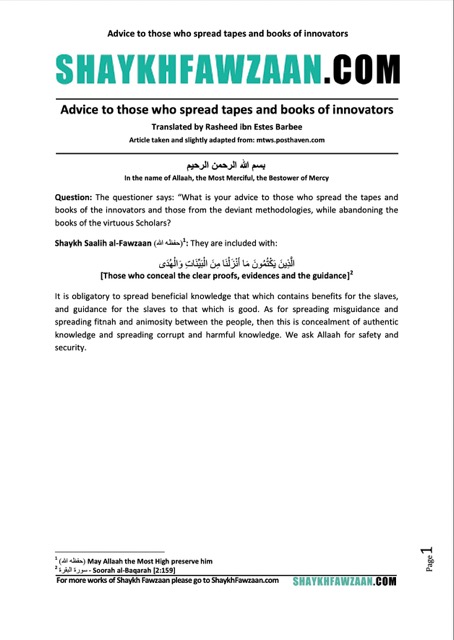 Advice to those who spread tapes and books of innovators
SHAYKHFAWZAAN.COM
Advice to those who spread tapes and books of innovators
Translated by Rasheed ibn Estes Barbee
Article taken and slightly adapted from: mtws.posthaven.com
بسم الله الرحمن الرحيم
In the name of Allaah, the Most Merciful, the Bestower of Mercy
Question: The questioner says: “What is your advice to those who spread the tapes and
books of the innovators and those from the deviant methodologies, while abandoning the
books of the virtuous Scholars?
Shaykh Saalih al-Fawzaan (حفظه الله)1: They are included with:
الَّذِينَ يَكْتُمُونَ مَا أَنْزَلْنَا مِنَ الْبَيِّنَاتِ وَالْهُدَى
[Those who conceal the clear proofs, evidences and the guidance]2
It is obligatory to spread beneficial knowledge that which contains benefits for the slaves,
and guidance for the slaves to that which is good. As for spreading misguidance and
spreading fitnah and animosity between the people, then this is concealment of authentic
knowledge and spreading corrupt and harmful knowledge. We ask Allaah for safety and
security.
1 (حفظه الله) May Allaah the Most High preserve him
2 سورة البقرة - Soorah al-Baqarah [2:159]
For more works of Shaykh Fawzaan please go to ShaykhFawzaan.com SHAYKHFAWZAAN.COM
Page1